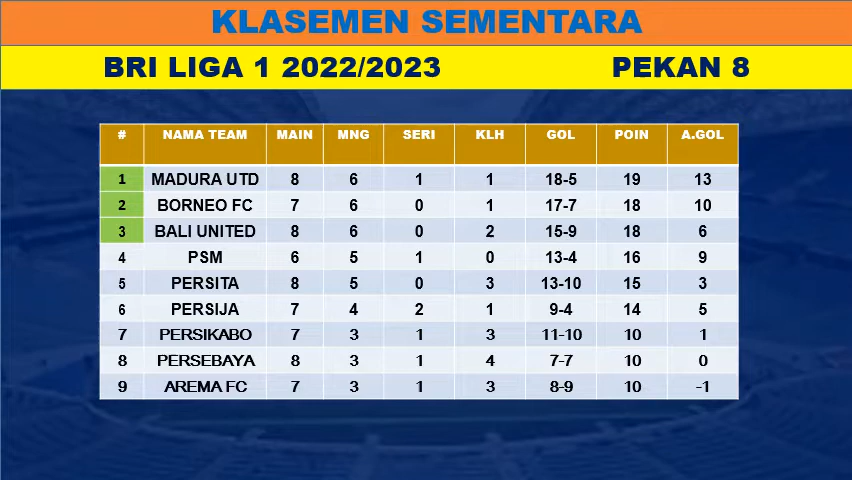 KLASEMEN SEMENTARA
BRI LIGA 1 2022/2023 PEKAN 8
# NAMA TEAM MAIN MNG SERI KLH GOL POIN A.GOL
1 MADURA UTD 8 6 1 1 18-5 19 13
2 BORNEO FC 7 6 0 1 17-7 18 10
3 BALI UNITED 8 6 0 2 15-9 18 6
4 PSM 6 5 1 0 13-4 16 9
5 PERSITA 8 5 0 3 13-10 15 3
6 PERSIJA 7 4 2 1 9-4 14 5
7 PERSIKABO 7 3 1 3 11-10 10 1
8 PERSEBAYA 8 3 1 4 7-7 10 0
9 AREMA FC 7 3 1 3 8-9 10 -1